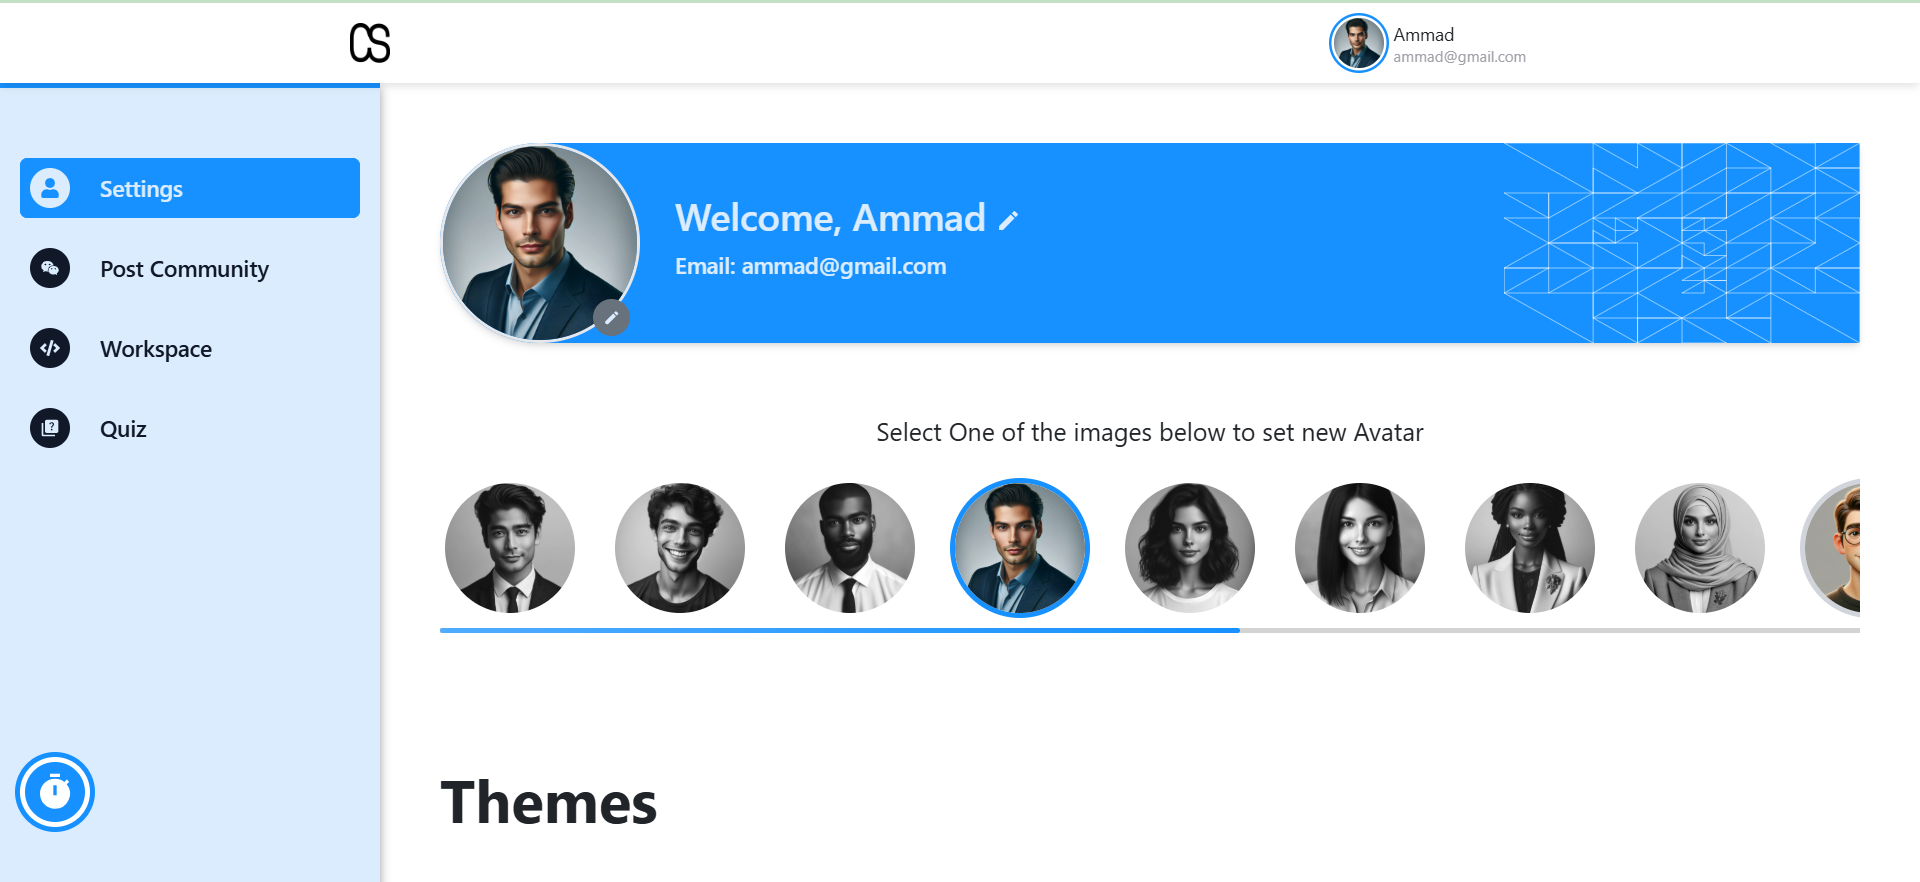 CS
Ammad
ammad@gmail.com
Settings
Post Community
Workspace
Quiz
Welcome, Ammad
Email: ammad@gmail.com
Select One of the images below to set new Avatar
Themes